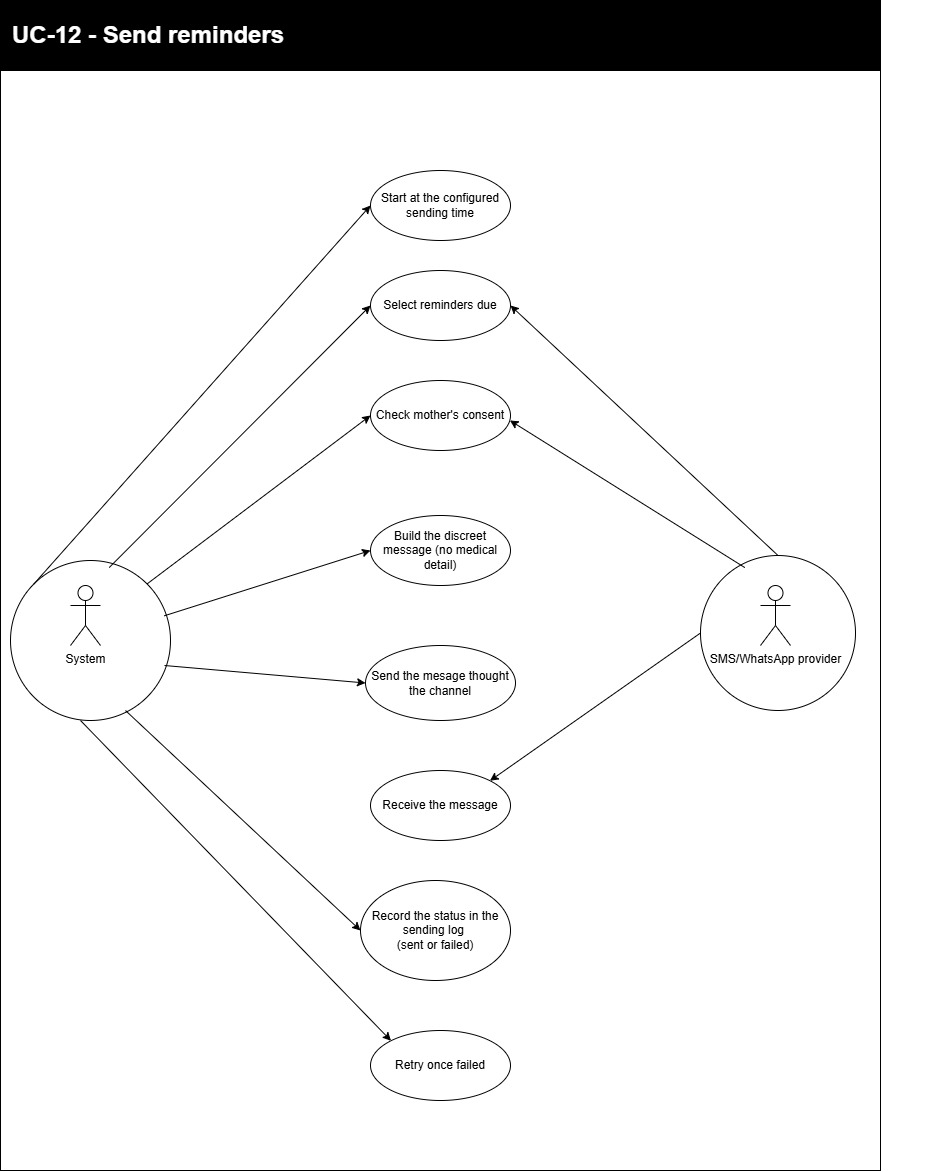 UC-12 - Send reminders
Start at the configured
sending time
Select reminders due
Check mother's consent
Build the discreet
message (no medical
detail)
System
SMS/WhatsApp provider
Send the mesage thought
the channel
Receive the message
Record the status in the
sending log
(sent or failed)
Retry once failed